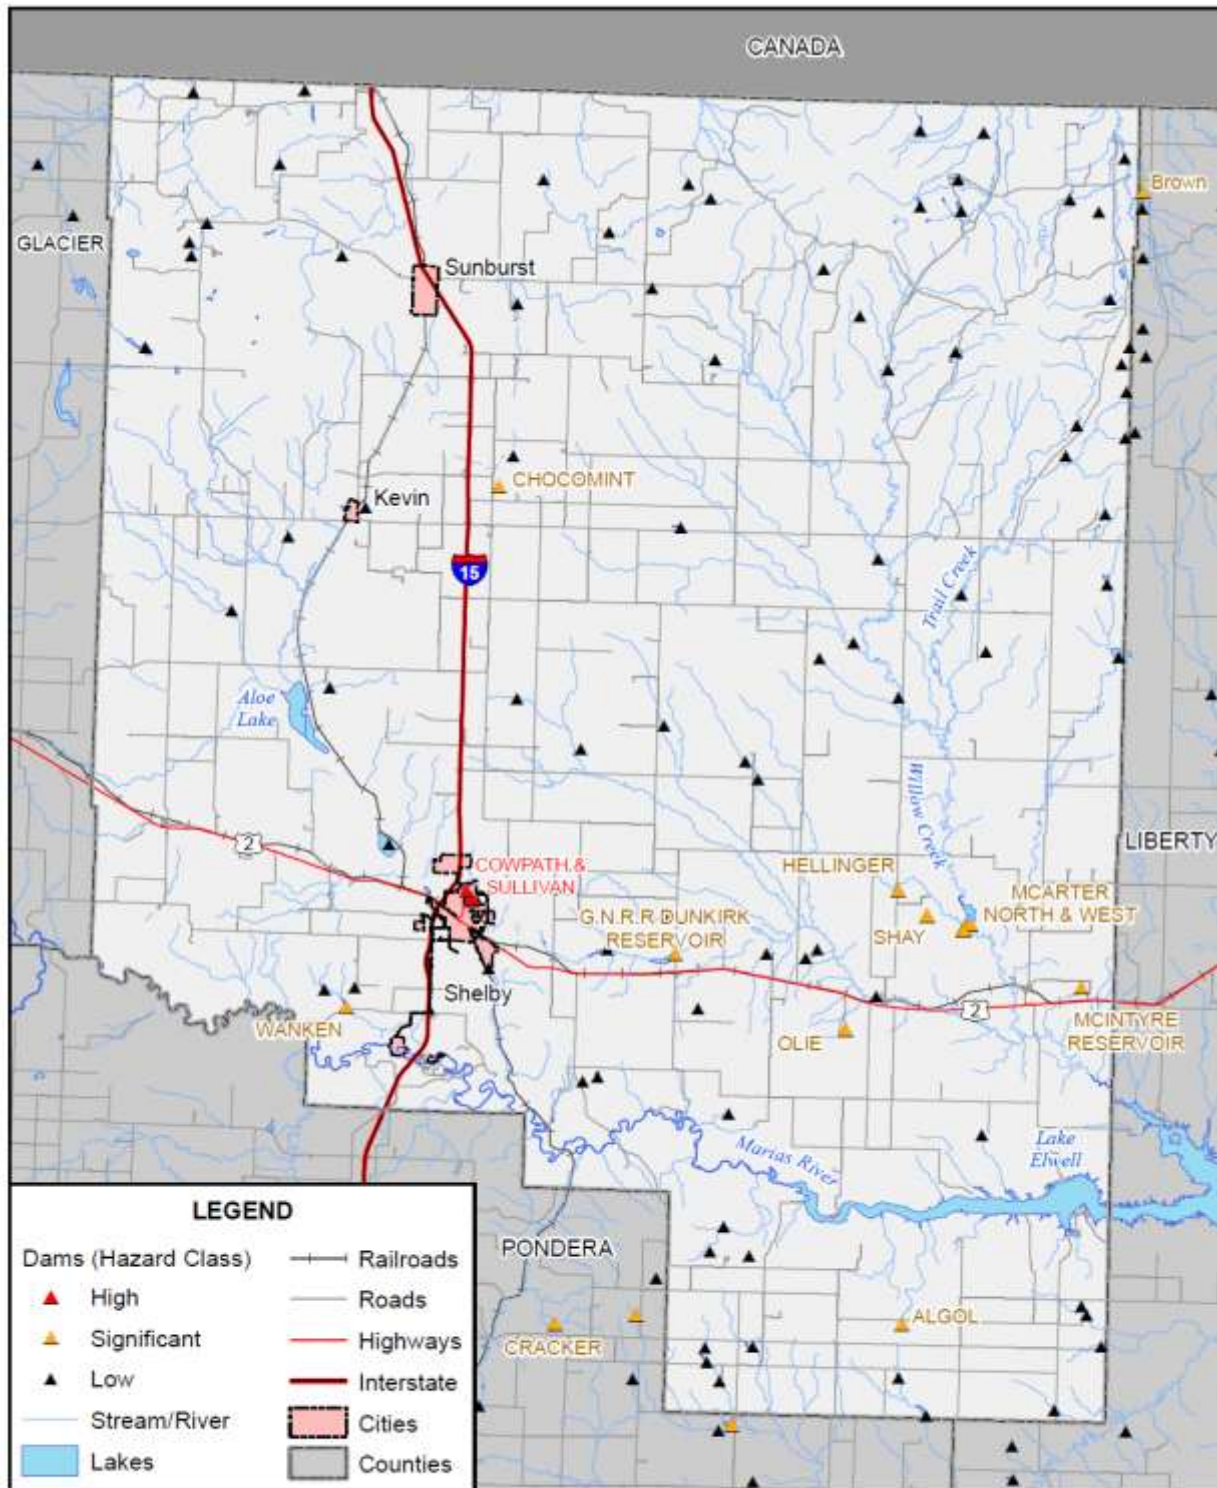 CANADA
Brown
GLACIER
Sunburst
CHOCOMINT
Kevin
15
Trail Creek
Aloe
Lake
Willow Creek
2
LIBERTY
COWPATH &
SULLIVAN
HELLINGER
MCARTER
NORTH & WEST
G.N.R.R DUNKIRK
RESERVOIR
SHAY
Shelby
WANKEN
2
OLIE
MCINTYRE
RESERVOIR
Marias River
Lake
Elwell
PONDERA
ALGOL
CRACKER
LEGEND
Dams (Hazard Class)
High
Significant
Low
Stream/River
Lakes
Railroads
Roads
Highways
Interstate
Cities
Counties